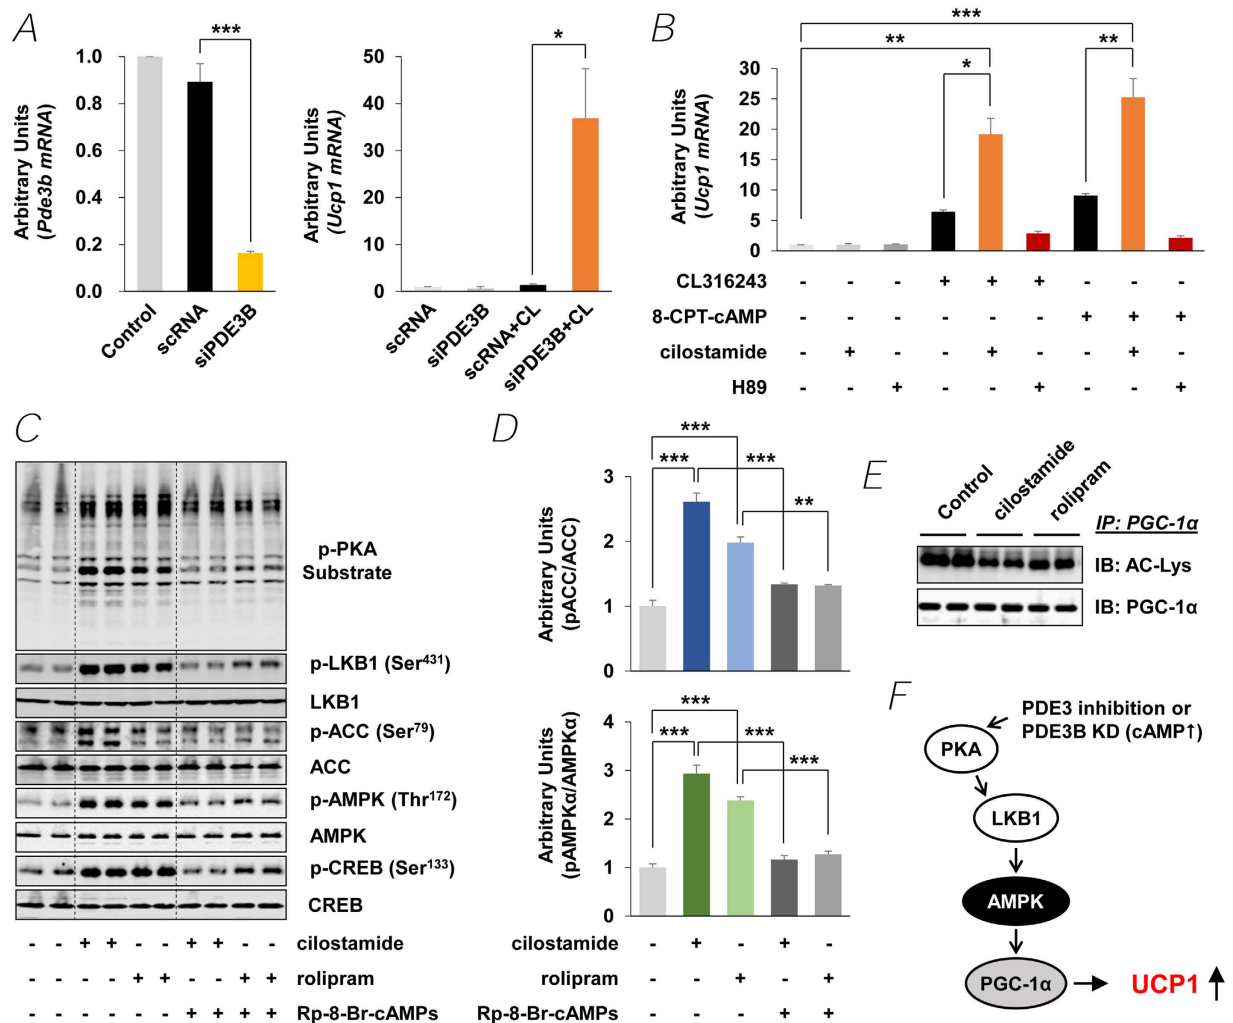 A
Arbitrary Units
(Pde3b mRNA)
1.0
0.8
0.6
0.4
0.2
0.0
***
Control
scRNA
siPDE3B
Arbitrary Units
(Ucp1 mRNA)
50
40
30
20
10
0
*
scRNA
siPDE3B
scRNA+CL
siPDE3B+CL
B
***
**
**
*
Arbitrary Units
(Ucp1 mRNA)
30
25
20
15
10
5
0
CL316243 - - - + + + - - -
8-CPT-cAMP - - - - - - + + +
cilostamide - + - - + - - + -
H89 - - + - - + - - +
C
p-PKA
Substrate
p-LKB1 (Ser431)
LKB1
p-ACC (Ser79)
ACC
p-AMPK (Thr172)
AMPK
p-CREB (Ser133)
CREB
- - + + - - + + - - cilostamide
- - - - + + - - + + rolipram
- - - - - - + + + + Rp-8-Br-cAMPs
D
***
*** ***
**
Arbitrary Units
(pACC/ACC)
3
2
1
0
***
*** ***
***
Arbitrary Units
(pAMPKα/AMPKα)
4
3
2
1
0
cilostamide - + - + -
rolipram - - + - +
Rp-8-Br-cAMPs - - - + +
E
Control
cilostamide
rolipram
IP: PGC-1α
IB: AC-Lys
IB: PGC-1α
F
PDE3 inhibition or
PDE3B KD (cAMP↑)
PKA
LKB1
AMPK
PGC-1α
UCP1